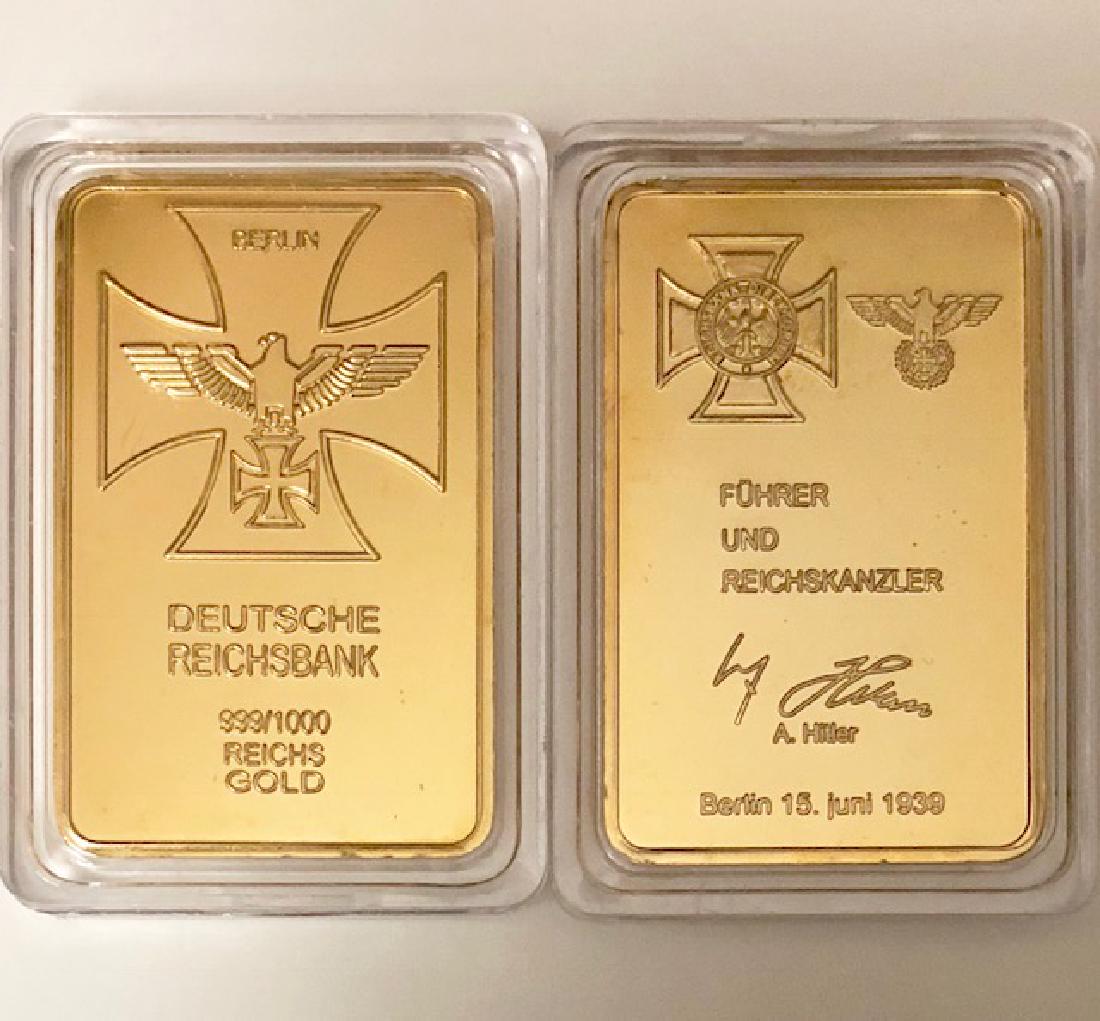 BERLIN
DEUTSCHE
REICHSBANK
999/1000
REICHS
GOLD
FÜHRER
UND
REICHSKANZLER
A. Hitler
Berlin 15. juni 1939